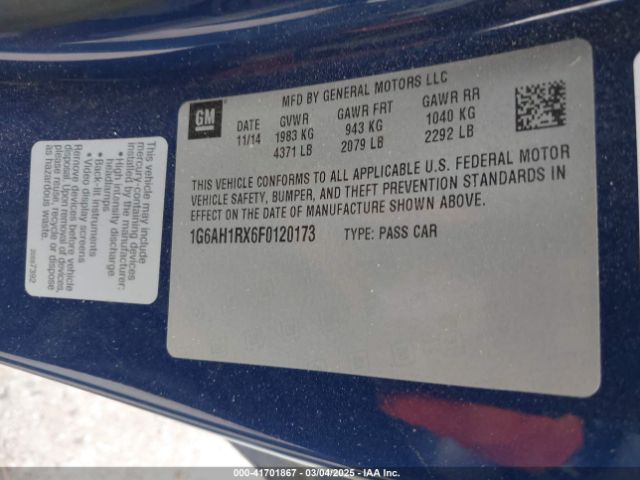 MFD BY GENERAL MOTORS LLC
GM
DATE GVWR GAWR FRT GAWR RR
11/14 1983 KG 943 KG 1040 KG
4371 LB 2079 LB 2292 LB
THIS VEHICLE CONFORMS TO ALL APPLICABLE U.S. FEDERAL MOTOR
VEHICLE SAFETY, BUMPER, AND THEFT PREVENTION STANDARDS IN
EFFECT ON THE DATE OF MANUFACTURE SHOWN ABOVE.
1G6AH1RX6F0120173 TYPE: PASS CAR
This vehicle may include
mercury-containing devices
installed by the manufacturer:
• High intensity discharge
headlamps
• Back-lit instruments
• Video display screens
Remove devices before vehicle
disposal. Upon removal of devices,
please reuse, recycle or dispose
as hazardous waste.
00-41701867 - 03/04/2025 - IAA Inc.